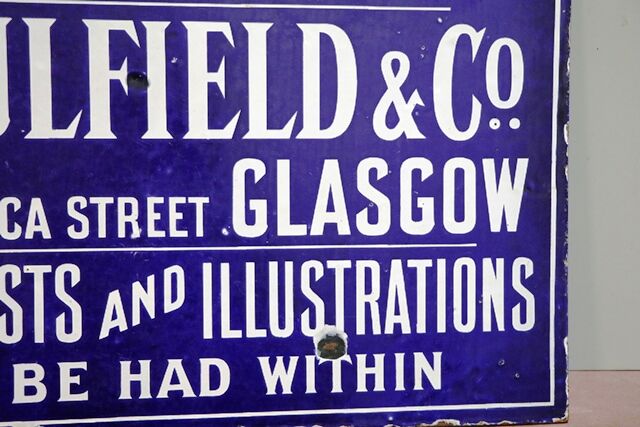 ULFIELD & Co.
CA STREET GLASGOW
STS AND ILLUSTRATIONS
BE HAD WITHIN